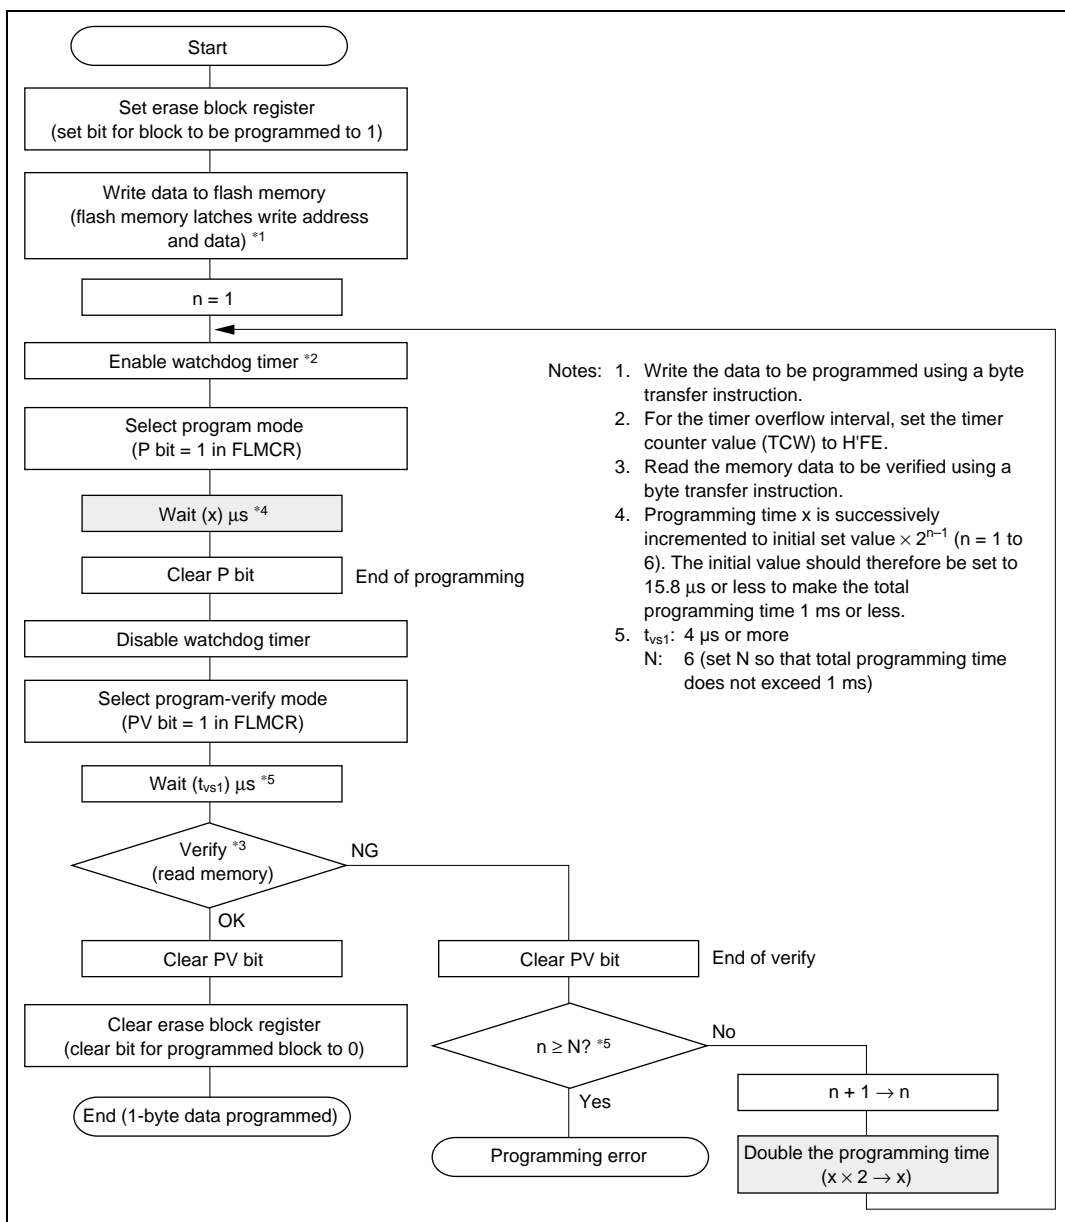 Start
Set erase block register
(set bit for block to be programmed to 1)
Write data to flash memory
(flash memory latches write address
and data) *1
n = 1
Enable watchdog timer *2
Select program mode
(P bit = 1 in FLMCR)
Wait (x) μs *4
Clear P bit
End of programming
Disable watchdog timer
Select program-verify mode
(PV bit = 1 in FLMCR)
Wait (tvs1) μs *5
Verify *3
(read memory)
NG
OK
Clear PV bit
Clear erase block register
(clear bit for programmed block to 0)
End (1-byte data programmed)
Clear PV bit
End of verify
n ≥ N? *5
No
Yes
Programming error
n + 1 → n
Double the programming time
(x × 2 → x)
Notes: 1. Write the data to be programmed using a byte
transfer instruction.
2. For the timer overflow interval, set the timer
counter value (TCW) to H'FE.
3. Read the memory data to be verified using a
byte transfer instruction.
4. Programming time x is successively
incremented to initial set value × 2^n–1 (n = 1 to
6). The initial value should therefore be set to
15.8 μs or less to make the total
programming time 1 ms or less.
5. tvs1: 4 μs or more
N: 6 (set N so that total programming time
does not exceed 1 ms)